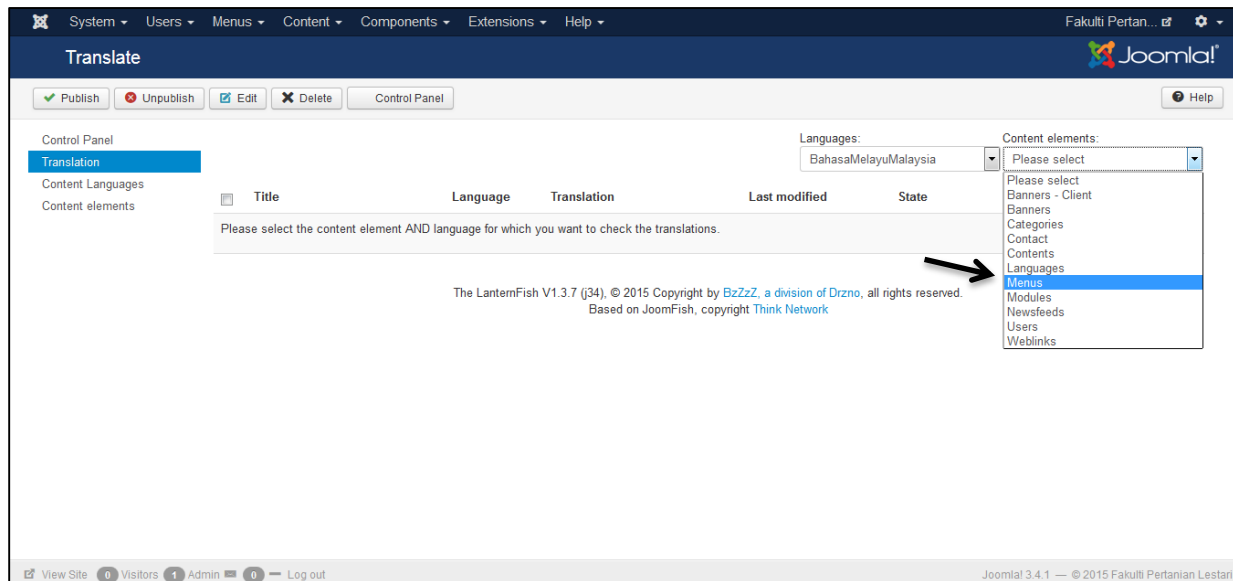 System Users Menus Content Components Extensions Help Fakulti Pertan...
Translate Joomla!
Publish Unpublish Edit Delete Control Panel Help
Control Panel
Translation
Content Languages
Content elements
Languages: Content elements:
BahasaMelayuMalaysia Please select
Please select
Banners - Client
Banners
Categories
Contact
Contents
Languages
Menus
Modules
Newsfeeds
Users
Weblinks
Title Language Translation Last modified State
Please select the content element AND language for which you want to check the translations.
The LanternFish V1.3.7 (j34), © 2015 Copyright by BzZzZ, a division of Drzno, all rights reserved.
Based on JoomFish, copyright Think Network
View Site 0 Visitors 1 Admin 0 Log out Joomla! 3.4.1 — © 2015 Fakulti Pertanian Lestari